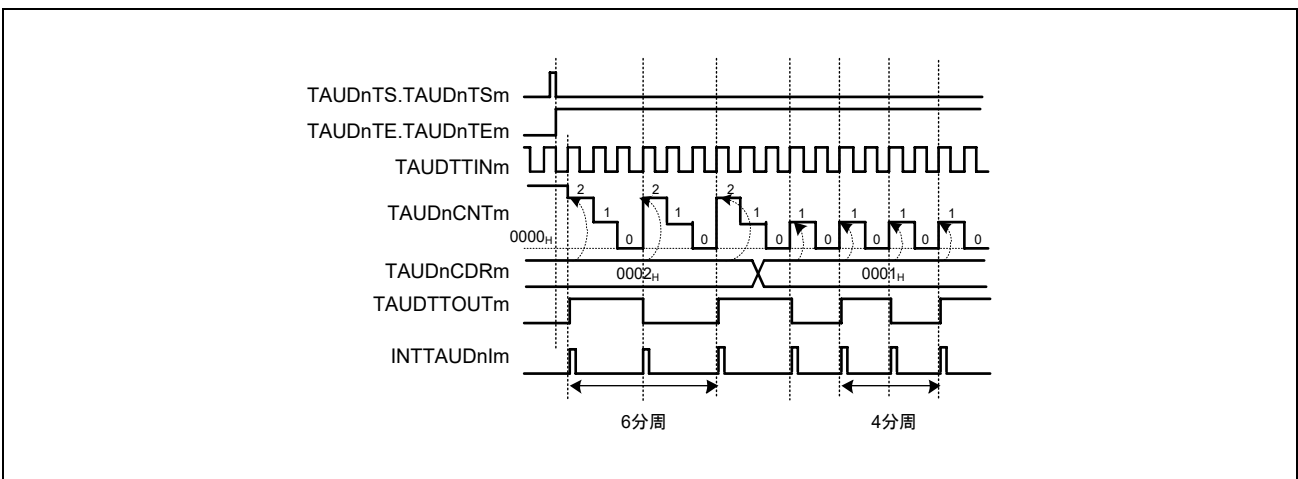 TAUDnTS.TAUDnTSm
TAUDnTE.TAUDnTEm
TAUDTTINm
TAUDnCNTm
2
1
0
2
1
0
2
1
0
1
0
1
0
1
0
1
0
0000H
TAUDnCDRm
0002H
0001H
TAUDTTOUTm
INTTAUDnIm
6分周
4分周